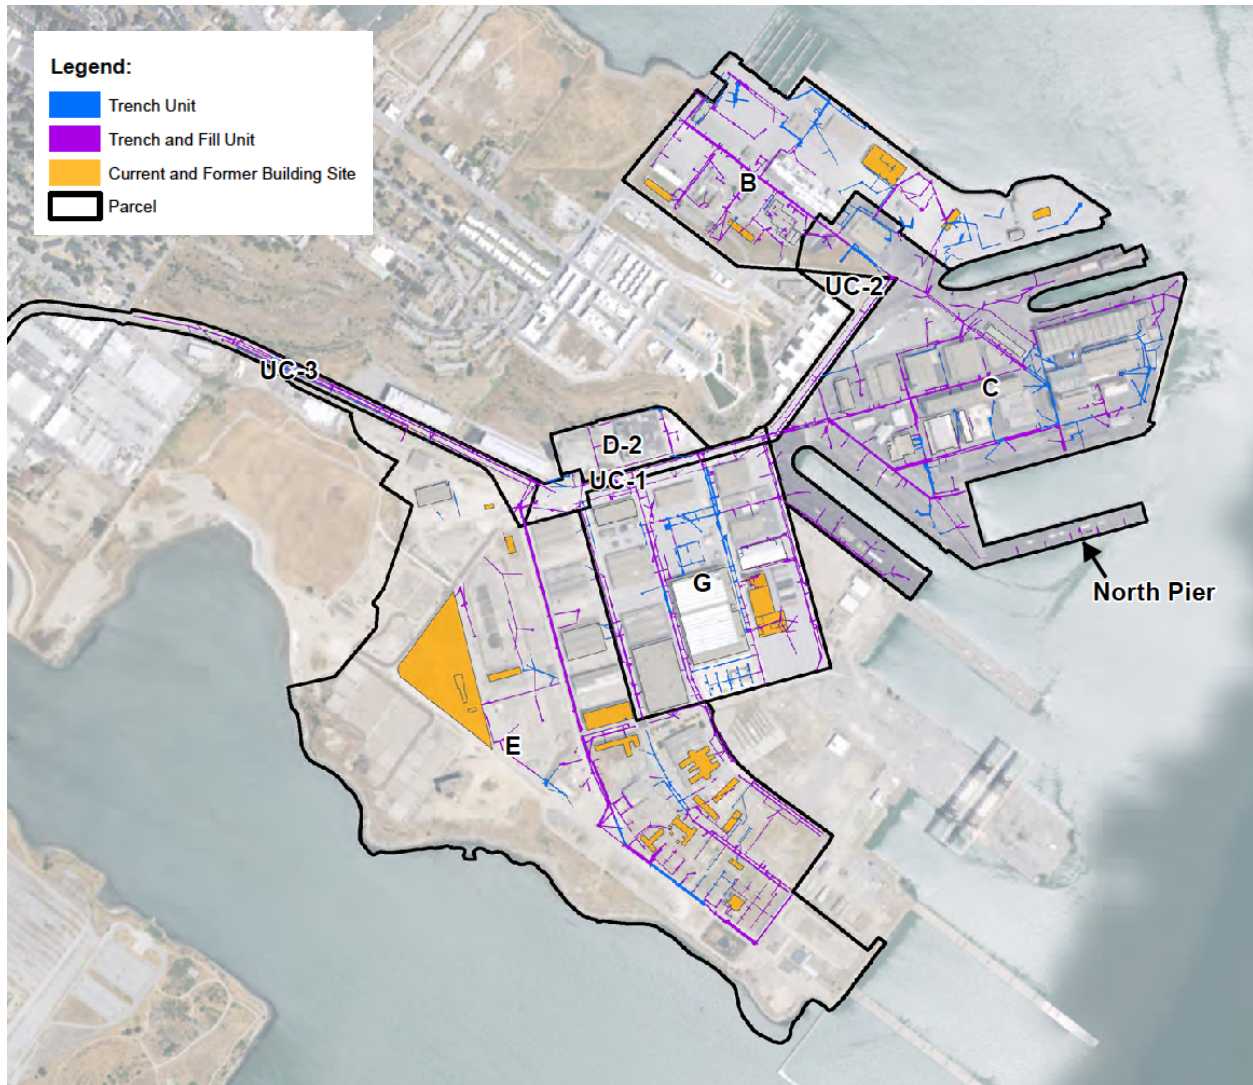 Legend:
Trench Unit
Trench and Fill Unit
Current and Former Building Site
Parcel
B
UC-2
UC-3
C
D-2
UC-1
G
North Pier
E